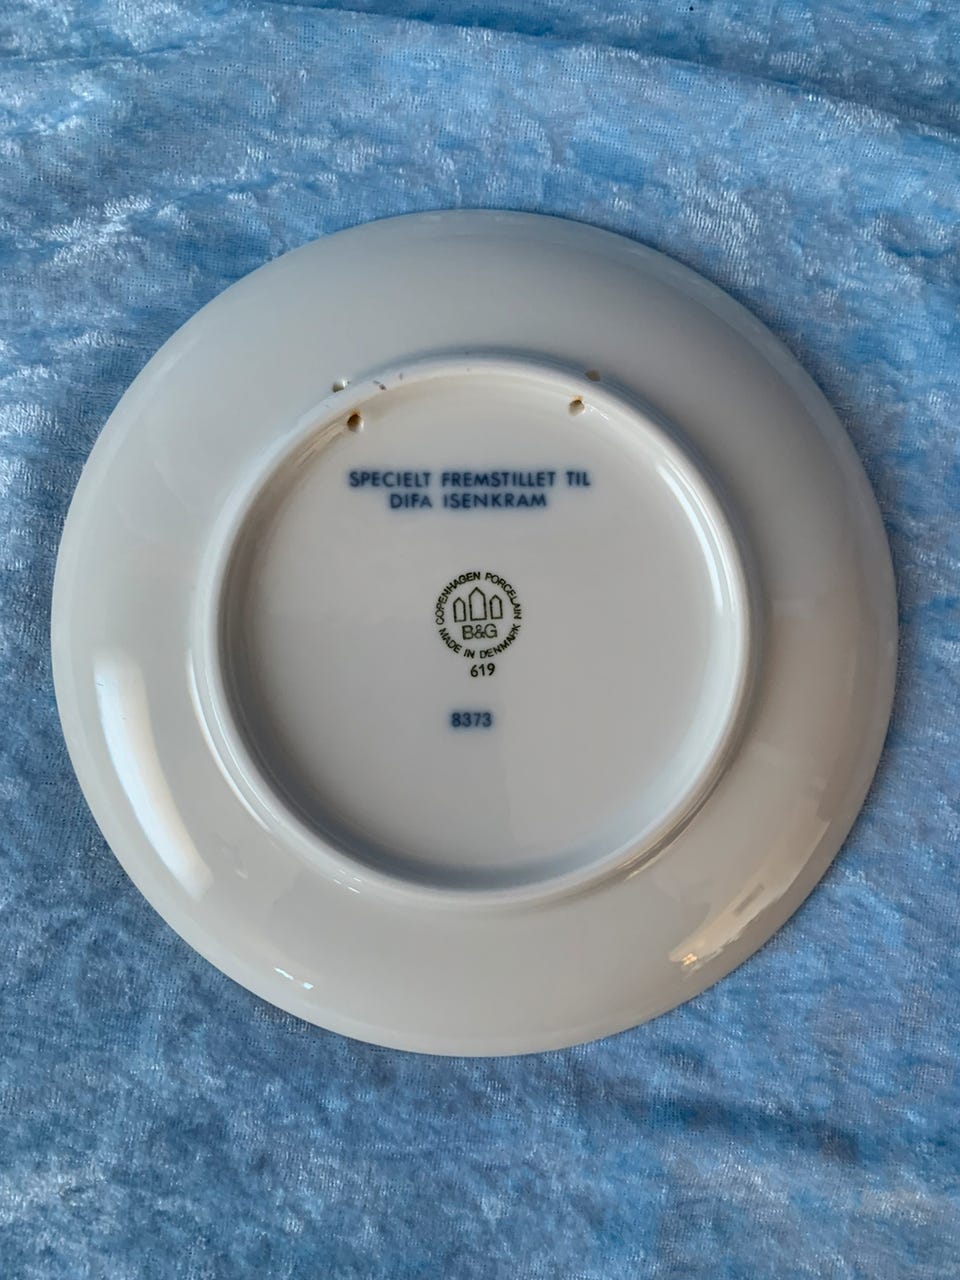 SPECIELT FREMSTILLET TIL
DIFA ISENKRAM
COPENHAGEN PORCELAIN
B&G
MADE IN DENMARK
619
8373